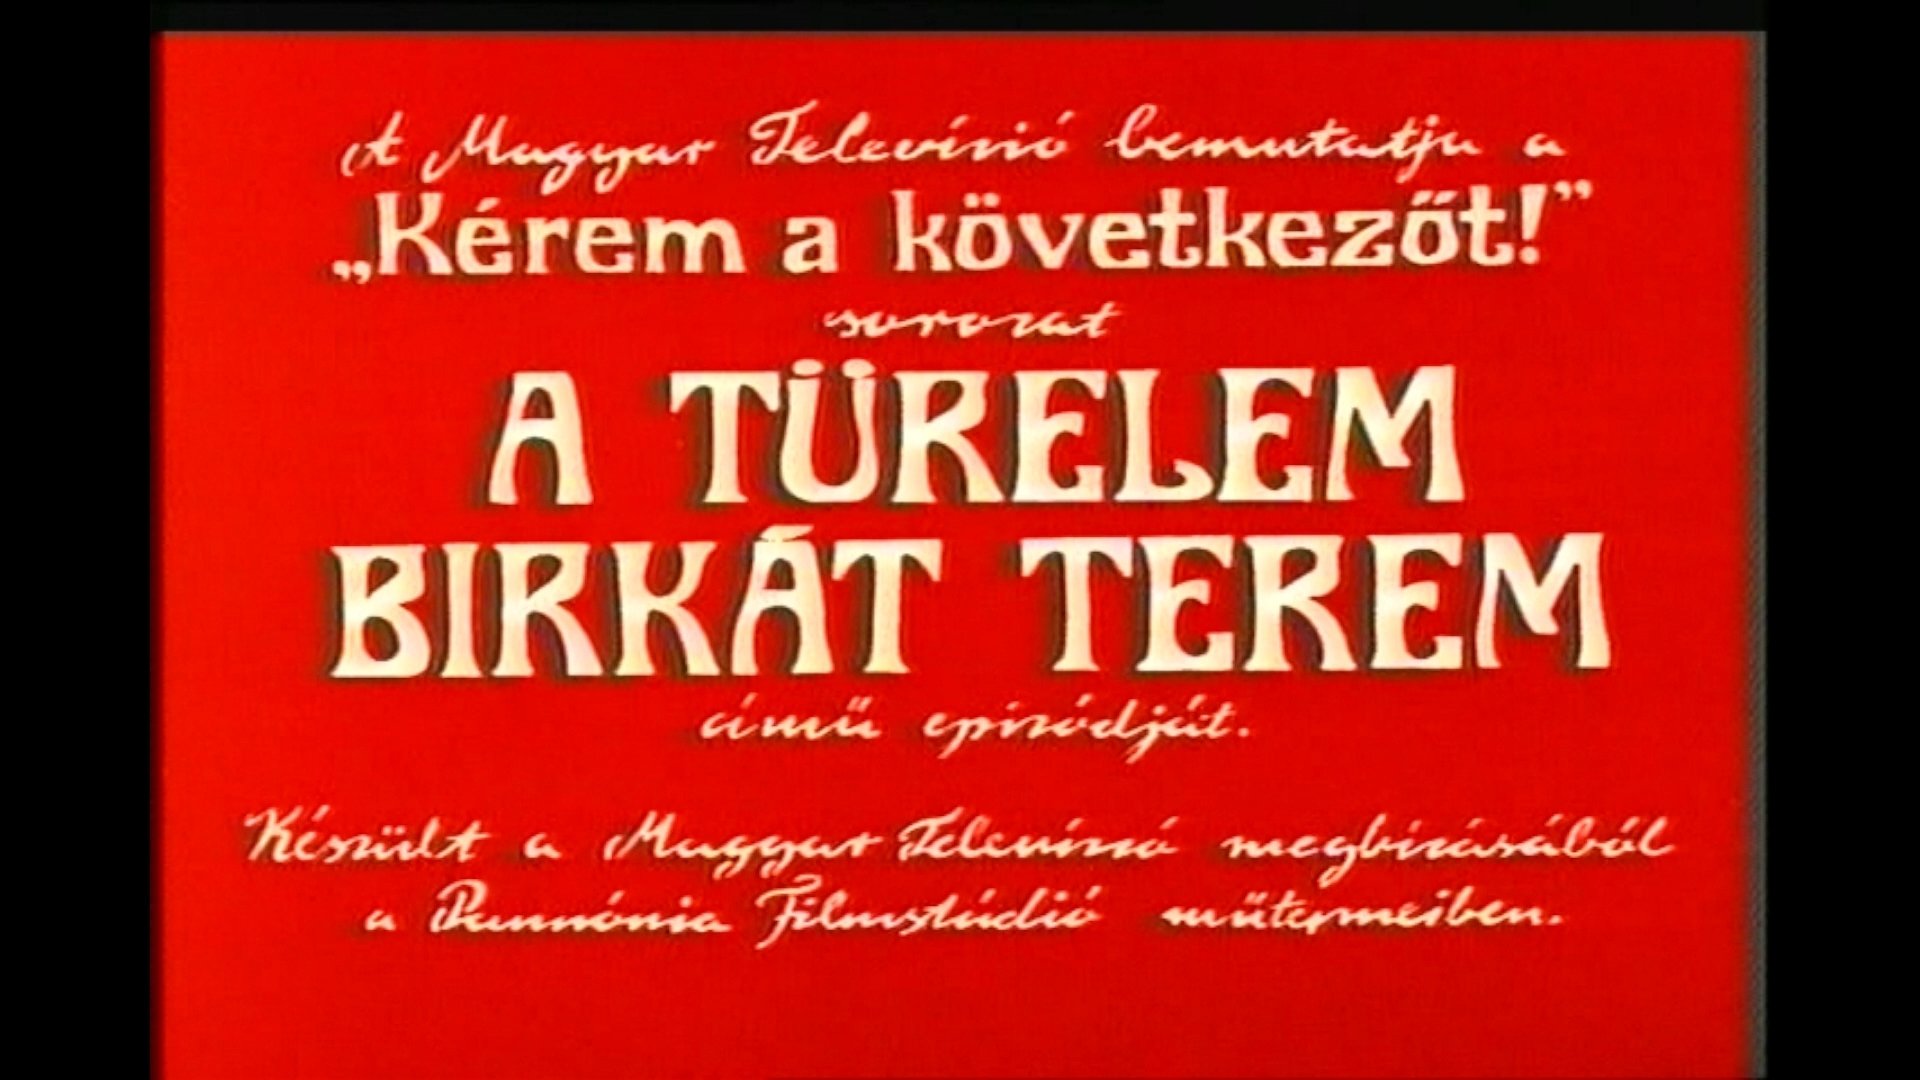 A Magyar Televízió bemutatja a
„Kérem a következőt!”
sorozat
A TÜRELEM
BIRKÁT TEREM
című epizódját.
Készült a Magyar Televízió megbízásából
a Pannónia Filmstúdió műtermeiben.